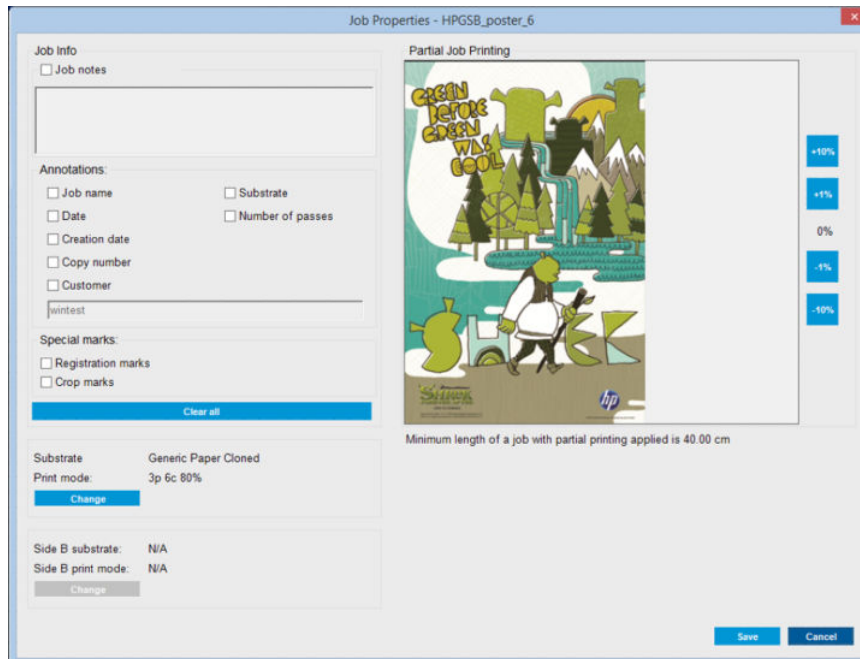 Job Properties - HPGSB_poster_6
x
Job Info
Job notes
Annotations:
Job name
Substrate
Date
Number of passes
Creation date
Copy number
Customer
wintest
Special marks:
Registration marks
Crop marks
Clear all
Substrate
Generic Paper Cloned
Print mode:
3p 6c 80%
Change
Side B substrate:
N/A
Side B print mode:
N/A
Change
Partial Job Printing
GREEN
BEFORE
GREEN
WAS
COOL
SHREK
SHREK
hp
+10%
+1%
0%
-1%
-10%
Minimum length of a job with partial printing applied is 40.00 cm
Save
Cancel